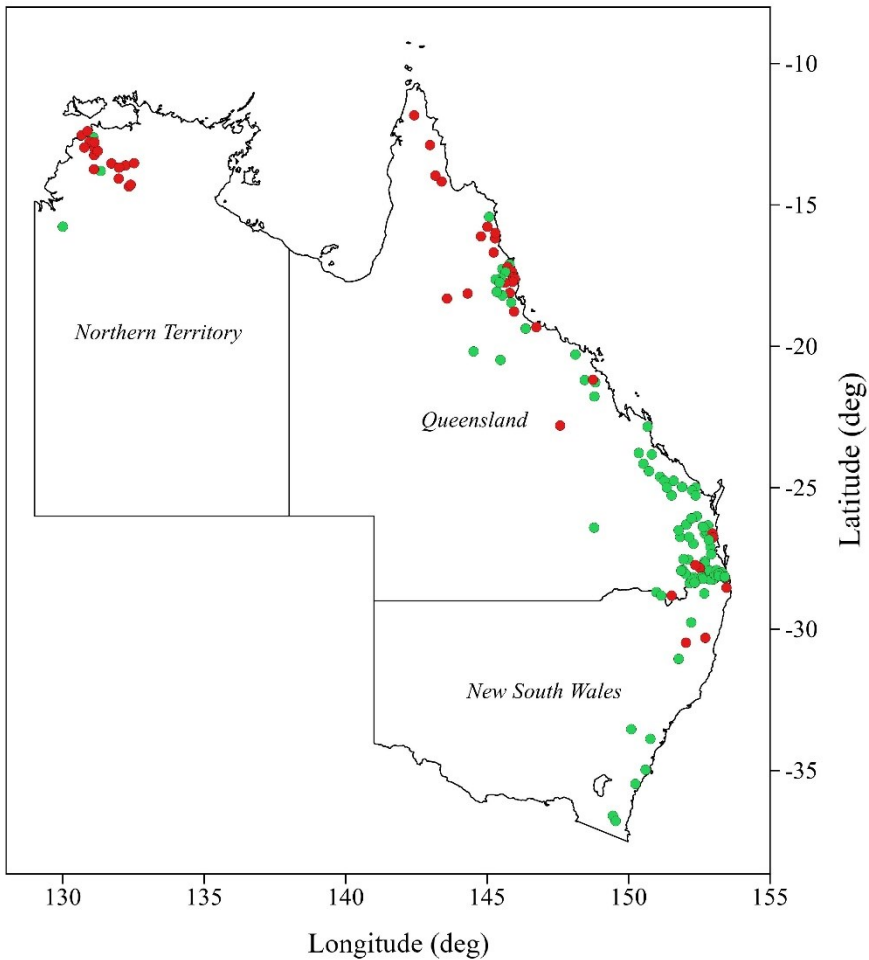 -10
-15
Northern Territory
-20
Queensland
Latitude (deg)
-25
-30
New South Wales
-35
130
135
140
145
150
155
Longitude (deg)